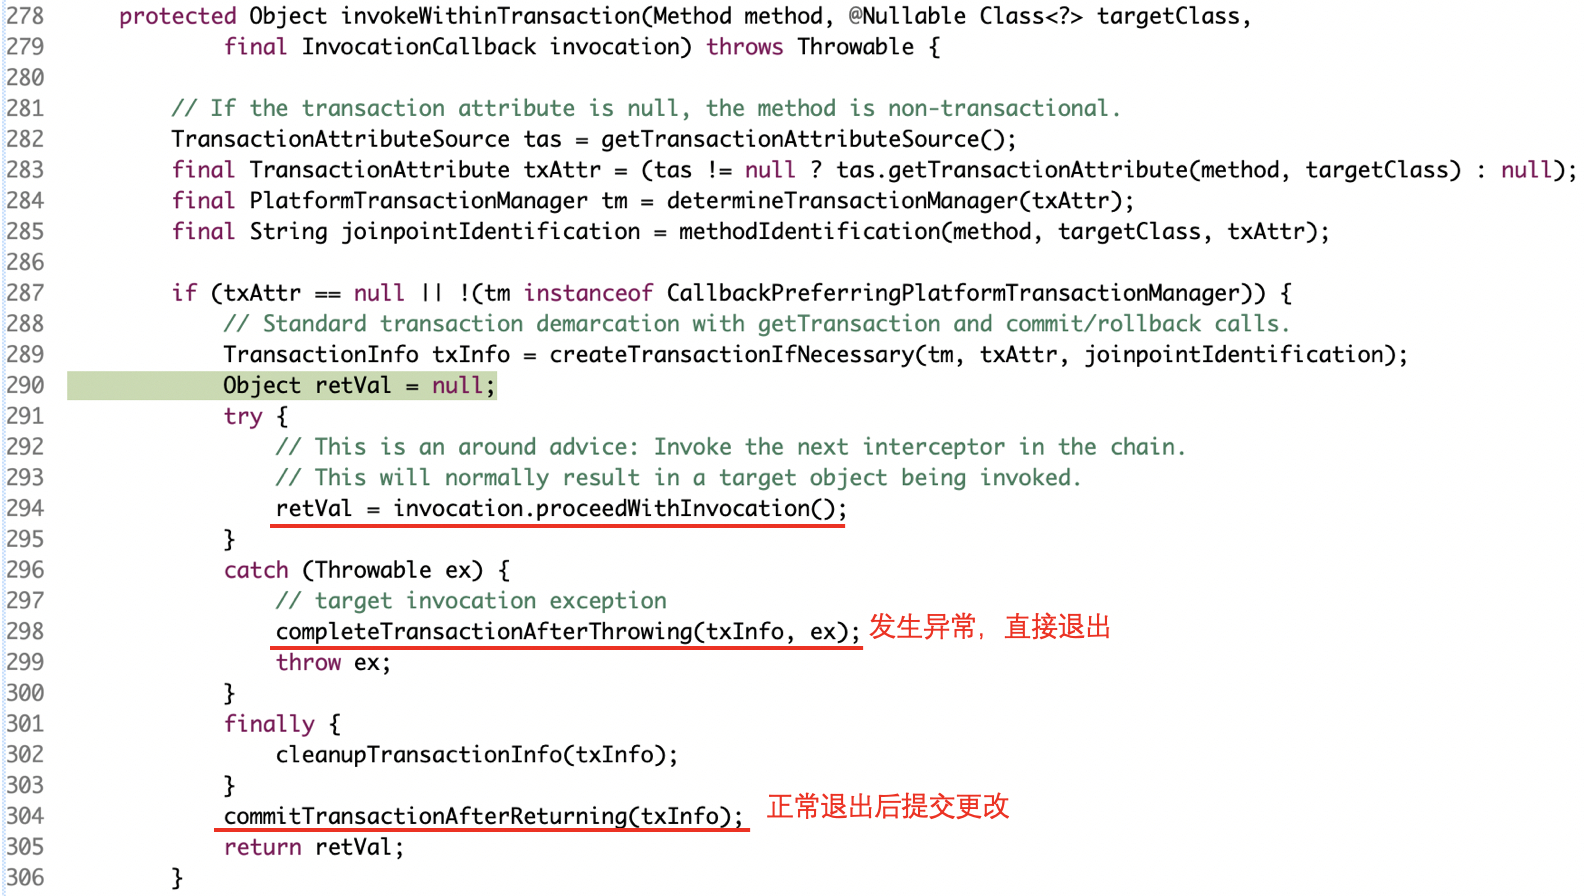 278 protected Object invokeWithinTransaction(Method method, @Nullable Class<?> targetClass,
279 final InvocationCallback invocation) throws Throwable {
280
281 // If the transaction attribute is null, the method is non-transactional.
282 TransactionAttributeSource tas = getTransactionAttributeSource();
283 final TransactionAttribute txAttr = (tas != null ? tas.getTransactionAttribute(method, targetClass) : null);
284 final PlatformTransactionManager tm = determineTransactionManager(txAttr);
285 final String joinpointIdentification = methodIdentification(method, targetClass, txAttr);
286
287 if (txAttr == null || !(tm instanceof CallbackPreferringPlatformTransactionManager)) {
288 // Standard transaction demarcation with getTransaction and commit/rollback calls.
289 TransactionInfo txInfo = createTransactionIfNecessary(tm, txAttr, joinpointIdentification);
290 Object retVal = null;
291 try {
292 // This is an around advice: Invoke the next interceptor in the chain.
293 // This will normally result in a target object being invoked.
294 retVal = invocation.proceedWithInvocation();
295 }
296 catch (Throwable ex) {
297 // target invocation exception
298 completeTransactionAfterThrowing(txInfo, ex); 发生异常，直接退出
299 throw ex;
300 }
301 finally {
302 cleanupTransactionInfo(txInfo);
303 }
304 commitTransactionAfterReturning(txInfo); 正常退出后提交更改
305 return retVal;
306 }